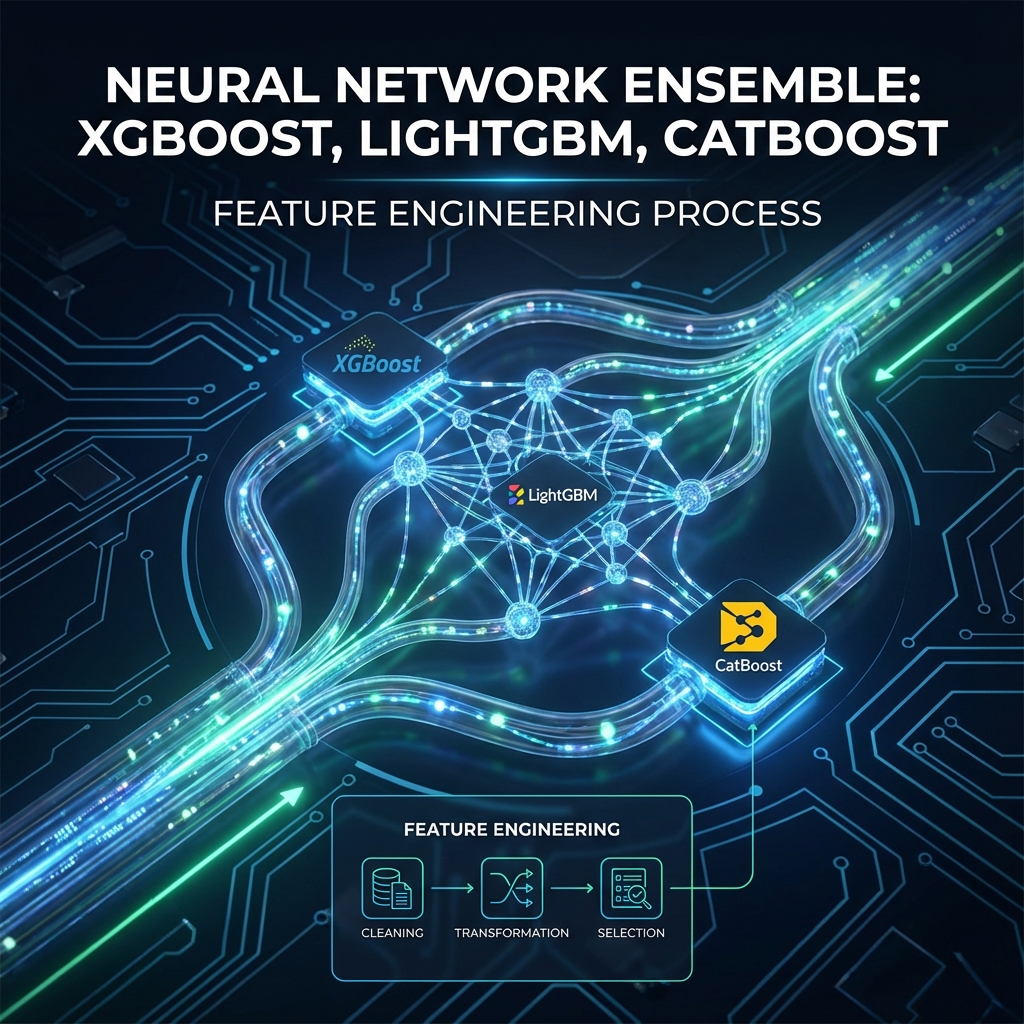 NEURAL NETWORK ENSEMBLE:
XGBOOST, LIGHTGBM, CATBOOST
FEATURE ENGINEERING PROCESS
XGBoost
LightGBM
CatBoost
FEATURE ENGINEERING
CLEANING
TRANSFORMATION
SELECTION